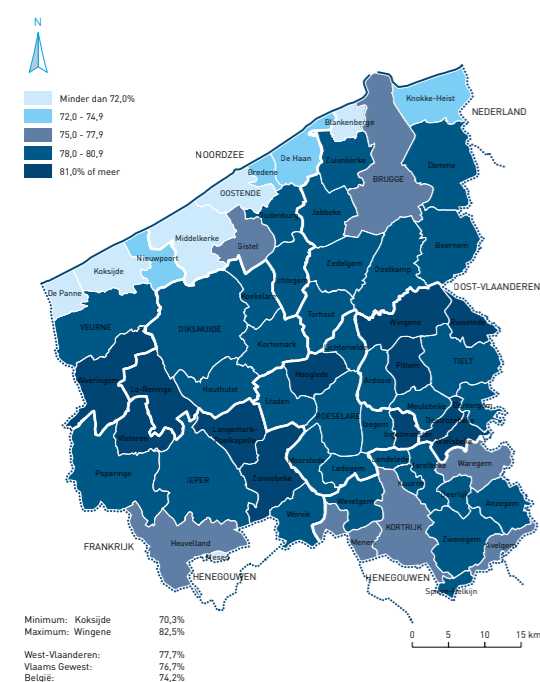 N
Minder dan 72,0%
72,0 - 74,9
75,0 - 77,9
78,0 - 80,9
81,0% of meer
Knokke-Heist
NEDERLAND
Blankenberge
NOORDZEE
De Haan
Zuienkerke
Damme
Bredene
BRUGGE
OOSTENDE
Oudenburg
Jabbeke
Middelkerke
Gistel
Beernem
Nieuwpoort
Zedelgem
Oostkamp
Koksijde
Ichtegem
De Panne
OOST-VLAANDEREN
Koekelare
Torhout
Wingene
Ruiselede
VEURNE
DIKSMUIDE
Kortemark
Lichtervelde
TIELT
Pittem
Hooglede
Alveringem
Lo-Reninge
Houthulst
Ardooie
Staden
Meulebeke
Dentergem
ROESELARE
Oostrozebeke
Izegem
Langemark-
Poelkapelle
Ingelmunster
Wielsbeke
Vleteren
Moorslede
Lendelede
Ledegem
Harelbeke
Waregem
Poperinge
IEPER
Zonnebeke
Kuurne
Deerlijk
Wevelgem
Anzegem
Wervik
KORTRIJK
Zwevegem
FRANKRIJK
Heuvelland
Menen
Avelgem
Mesen
HENEGOUWEN
HENEGOUWEN
Spiere-Helkijn
Minimum: Koksijde 70,3%
Maximum: Wingene 82,5%
West-Vlaanderen: 77,7%
Vlaams Gewest: 76,7%
België: 74,2%
0 5 10 15 km